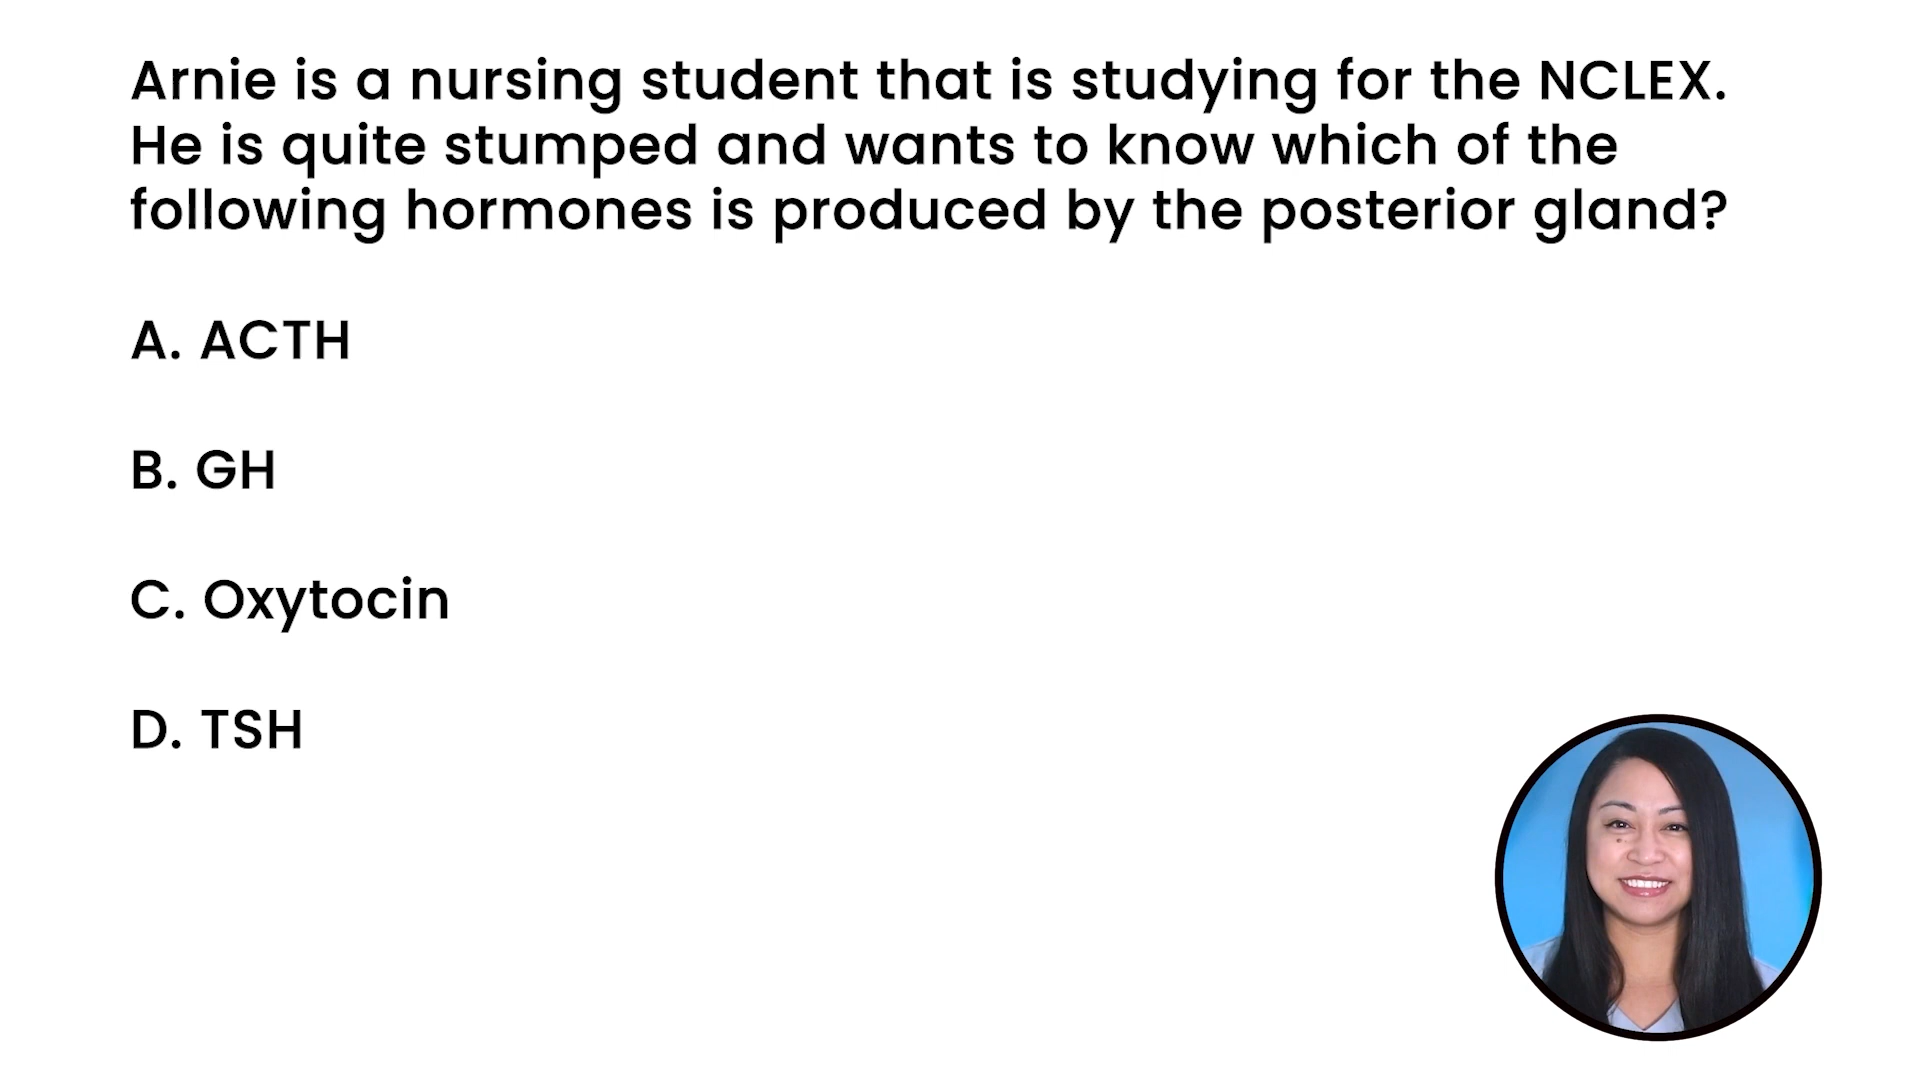 Arnie is a nursing student that is studying for the NCLEX.
He is quite stumped and wants to know which of the
following hormones is produced by the posterior gland?
A. ACTH
B. GH
C. Oxytocin
D. TSH